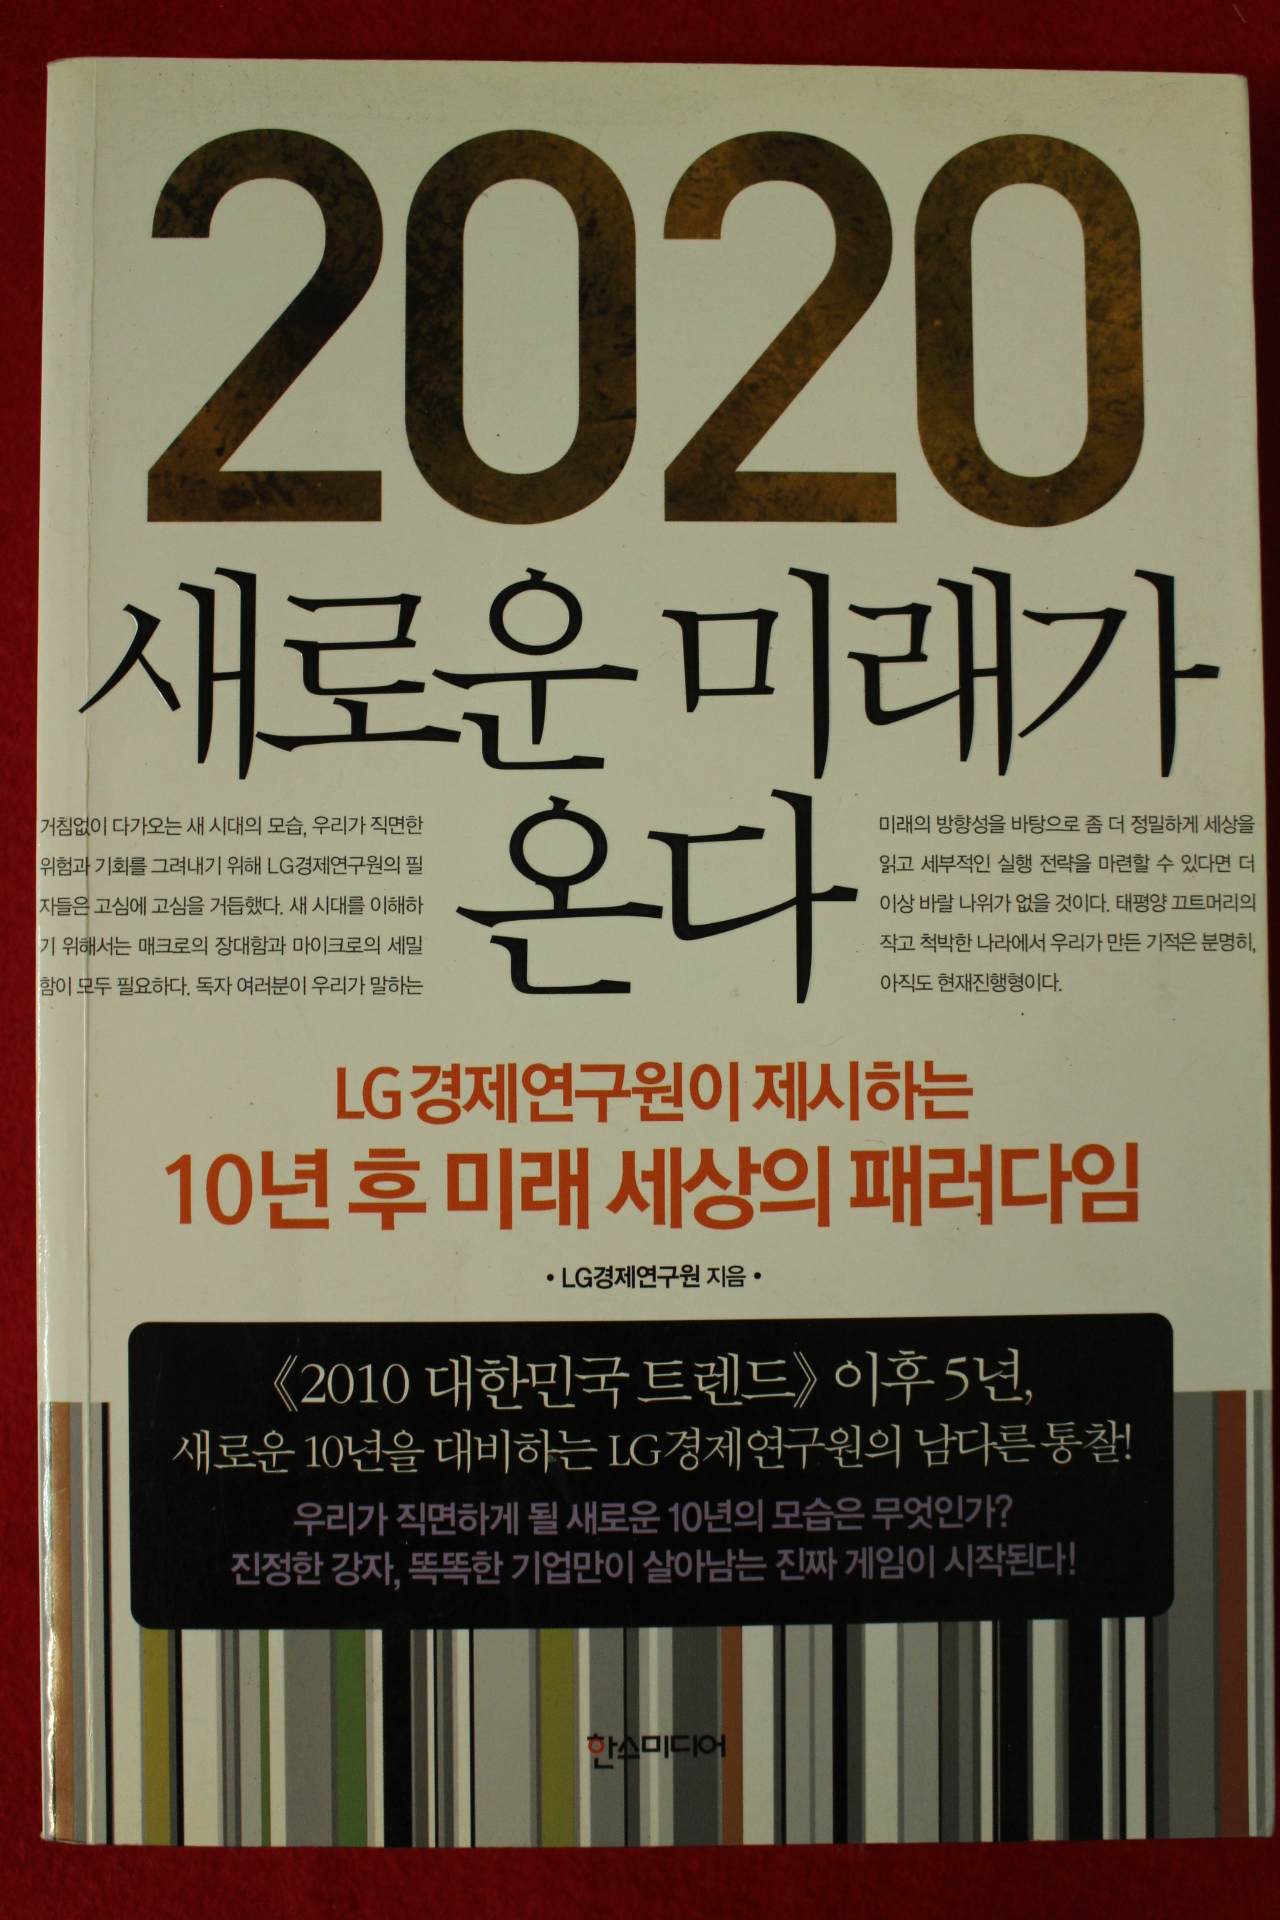 2020
새로운 미래가
온다
거침없이 다가오는 새 시대의 모습, 우리가 직면한
위험과 기회를 그려내기 위해 LG경제연구원의 필
자들은 고심에 고심을 거듭했다. 새 시대를 이해하
기 위해서는 매크로의 장대함과 마이크로의 세밀
함이 모두 필요하다. 독자 여러분이 우리가 말하는
미래의 방향성을 바탕으로 좀 더 정밀하게 세상을
읽고 세부적인 실행 전략을 마련할 수 있다면 더
이상 바랄 나위가 없을 것이다. 태평양 끄트머리의
작고 척박한 나라에서 우리가 만든 기적은 분명히,
아직도 현재진행형이다.
LG경제연구원이 제시하는
10년 후 미래 세상의 패러다임
• LG경제연구원 지음 •
《2010 대한민국 트렌드》 이후 5년,
새로운 10년을 대비하는 LG경제연구원의 남다른 통찰!
우리가 직면하게 될 새로운 10년의 모습은 무엇인가?
진정한 강자, 똑똑한 기업만이 살아남는 진짜 게임이 시작된다!
한스미디어